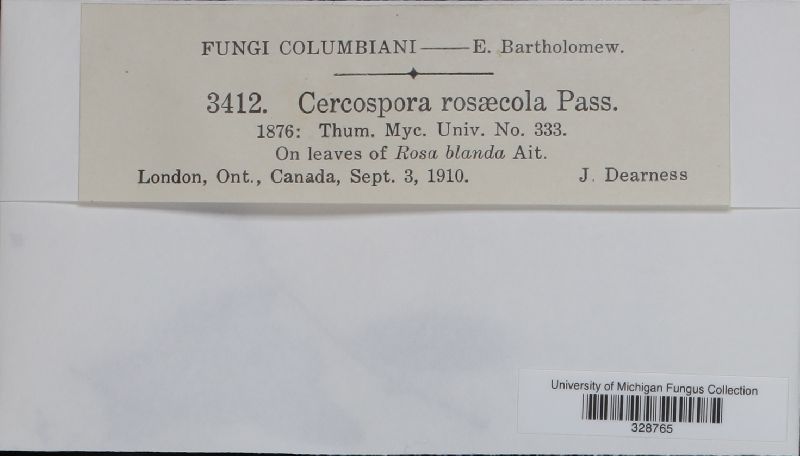 FUNGI COLUMBIANI—E. Bartholomew.
3412. Cercospora rosæcola Pass.
1876: Thum. Myc. Univ. No. 333.
On leaves of Rosa blanda Ait.
London, Ont., Canada, Sept. 3, 1910. J. Dearness
University of Michigan Fungus Collection
328765